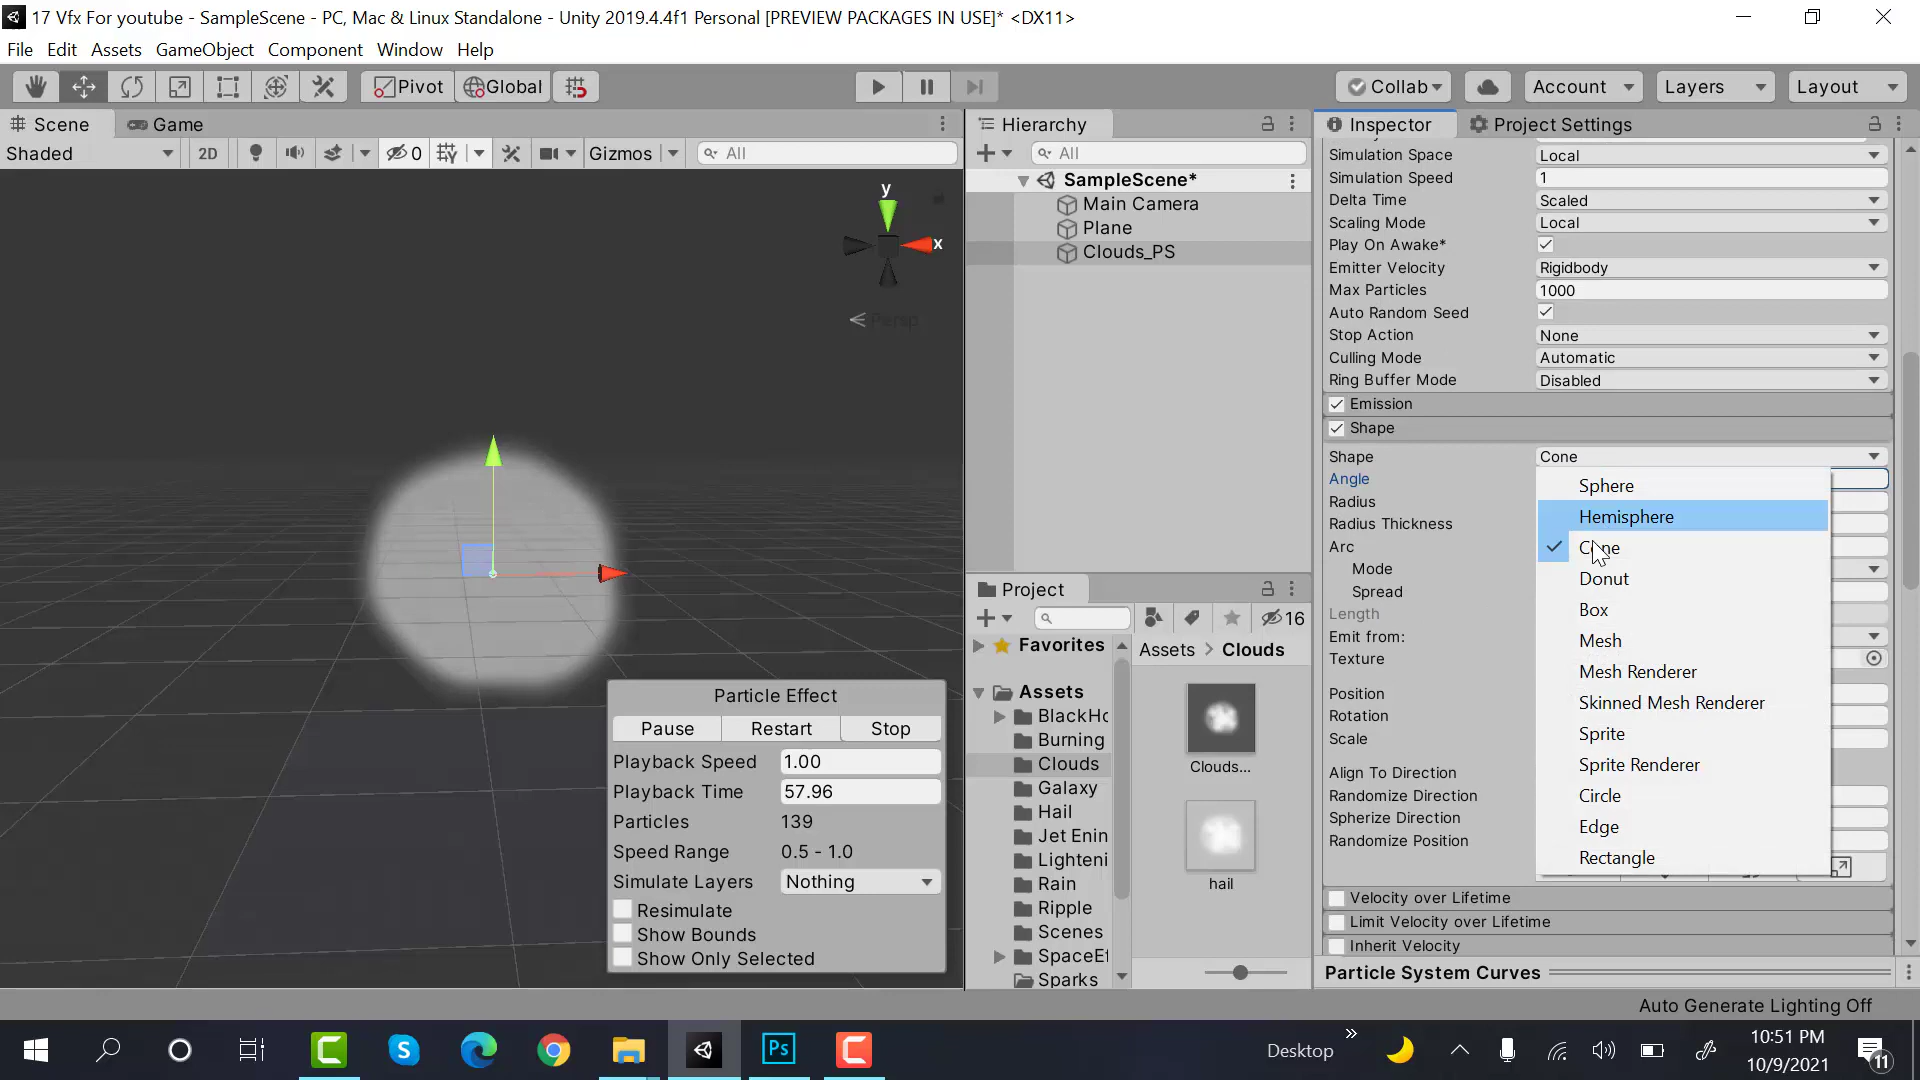 17 Vfx For youtube - SampleScene - PC, Mac & Linux Standalone - Unity 2019.4.4f1 Personal [PREVIEW PACKAGES IN USE]* <DX11>
File Edit Assets GameObject Component Window Help
Pivot Global Collab Account Layers Layout
Scene Game
Shaded 2D 0 Gizmos All
y
x
Persp
Particle Effect
Pause Restart Stop
Playback Speed 1.00
Playback Time 57.96
Particles 139
Speed Range 0.5 - 1.0
Simulate Layers Nothing
Resimulate
Show Bounds
Show Only Selected
Hierarchy
All
SampleScene*
Main Camera
Plane
Clouds_PS
Project
16
Favorites
Assets
BlackHo
Burning
Clouds
Galaxy
Hail
Jet Enin
Lighteni
Rain
Ripple
Scenes
SpaceEf
Sparks
Assets > Clouds
Clouds...
hail
Inspector Project Settings
Simulation Space Local
Simulation Speed 1
Delta Time Scaled
Scaling Mode Local
Play On Awake*
Emitter Velocity Rigidbody
Max Particles 1000
Auto Random Seed
Stop Action None
Culling Mode Automatic
Ring Buffer Mode Disabled
Emission
Shape
Shape Cone
Angle
Radius
Radius Thickness
Arc
Mode
Spread
Length
Emit from:
Texture
Position
Rotation
Scale
Align To Direction
Randomize Direction
Spherize Direction
Randomize Position
Sphere
Hemisphere
Cone
Donut
Box
Mesh
Mesh Renderer
Skinned Mesh Renderer
Sprite
Sprite Renderer
Circle
Edge
Rectangle
Velocity over Lifetime
Limit Velocity over Lifetime
Inherit Velocity
Particle System Curves
Auto Generate Lighting Off
Ps
Desktop
10:51 PM
10/9/2021
11